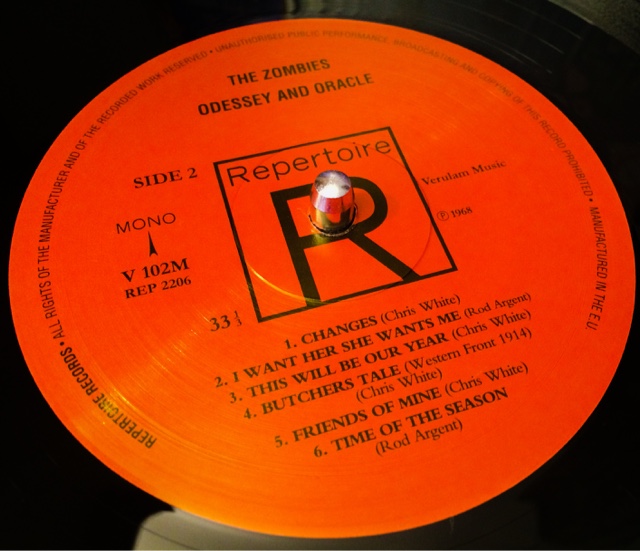 THE ZOMBIES
ODESSEY AND ORACLE
SIDE 2
Repertoire
R
Verulam Music
℗ 1968
MONO
V 102M
REP 2206
33⅓
1. CHANGES (Chris White)
2. I WANT HER SHE WANTS ME (Rod Argent)
3. THIS WILL BE OUR YEAR (Chris White)
4. BUTCHERS TALE (Western Front 1914)
(Chris White)
5. FRIENDS OF MINE (Chris White)
6. TIME OF THE SEASON
(Rod Argent)
REPERTOIRE RECORDS • ALL RIGHTS OF THE MANUFACTURER AND OF THE RECORDED WORK RESERVED • UNAUTHORISED PUBLIC PERFORMANCE, BROADCASTING AND COPYING OF THIS RECORD PROHIBITED • MANUFACTURED IN THE E.U.